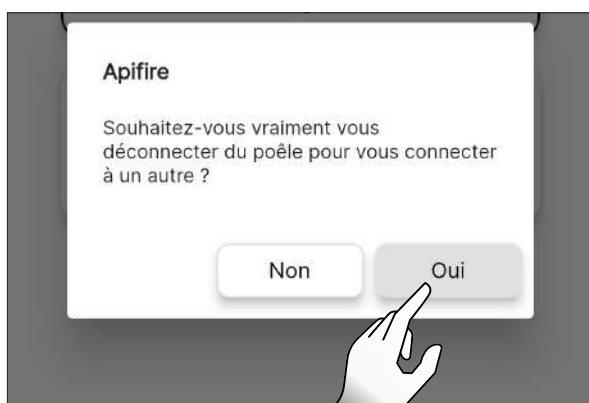 Apifire
Souhaitez-vous vraiment vous
déconnecter du poêle pour vous connecter
à un autre ?
Non
Oui